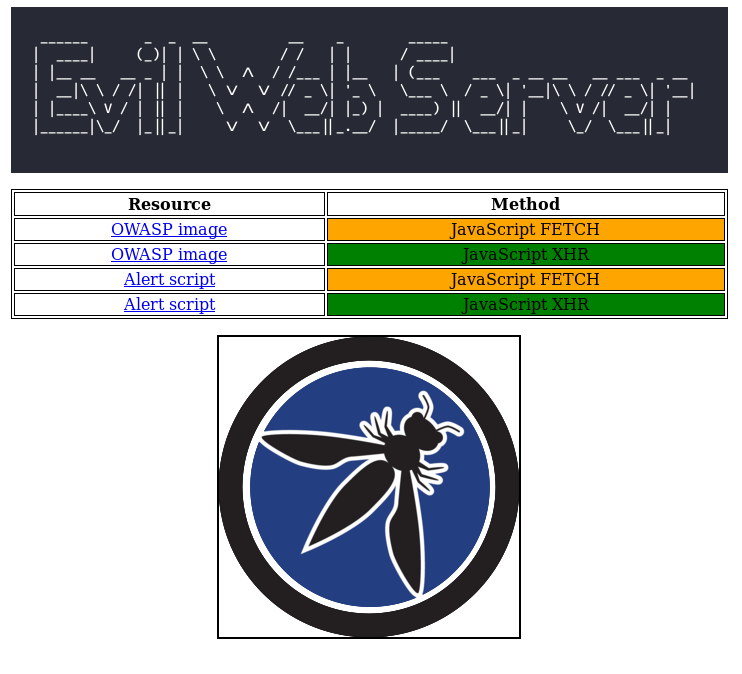 Evil Web Server
Resource Method
OWASP image JavaScript FETCH
OWASP image JavaScript XHR
Alert script JavaScript FETCH
Alert script JavaScript XHR